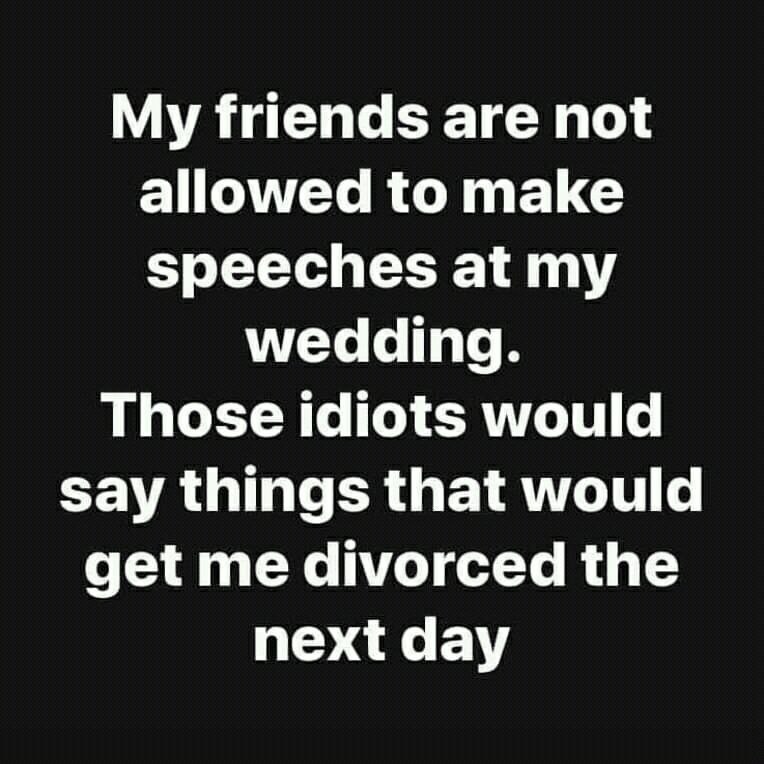 My friends are not
allowed to make
speeches at my
wedding.
Those idiots would
say things that would
get me divorced the
next day